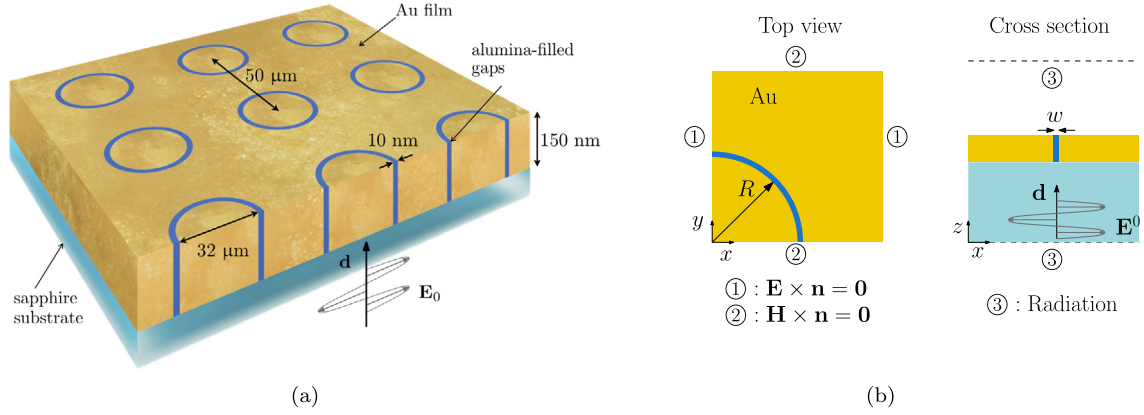 Au film
alumina-filled
gaps
50 μm
10 nm
150 nm
32 μm
d
E₀
sapphire
substrate
(a)
Top view
②
Au
①
①
R
y
x
②
① : E × n = 0
② : H × n = 0
Cross section
③
w
d
E⁰
z
x
③
③ : Radiation
(b)